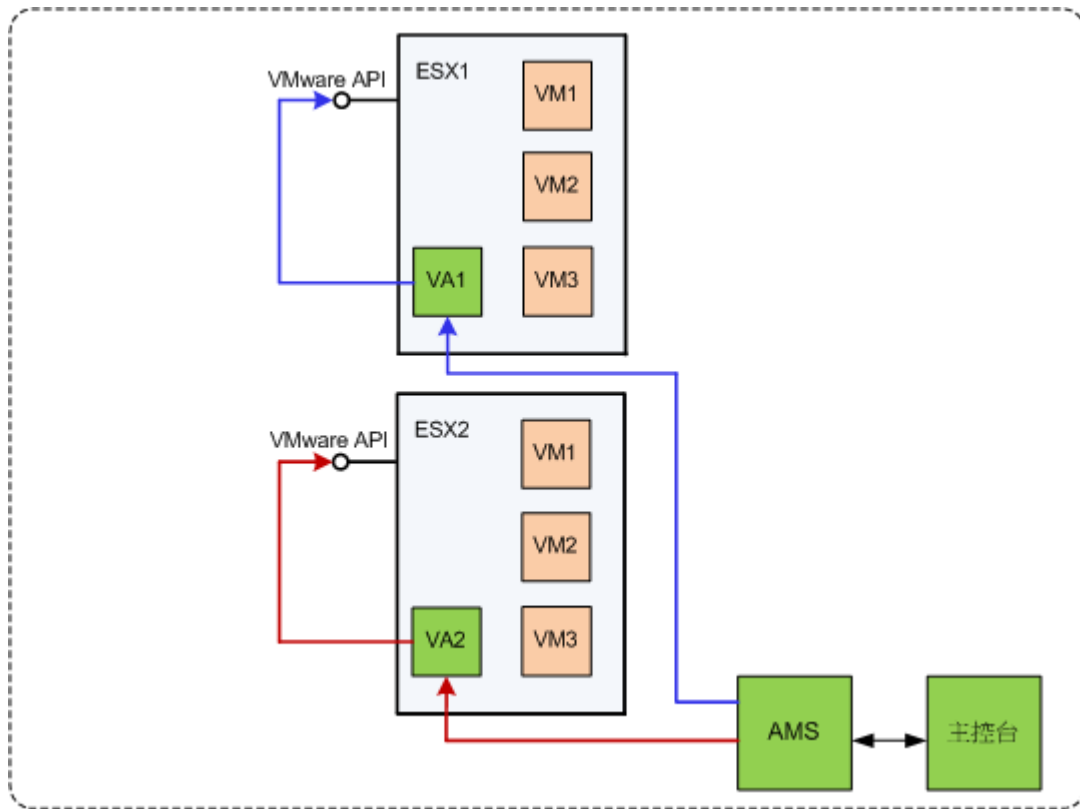 VMware API
ESX1
VM1
VM2
VA1
VM3
VMware API
ESX2
VM1
VM2
VA2
VM3
AMS
主控台